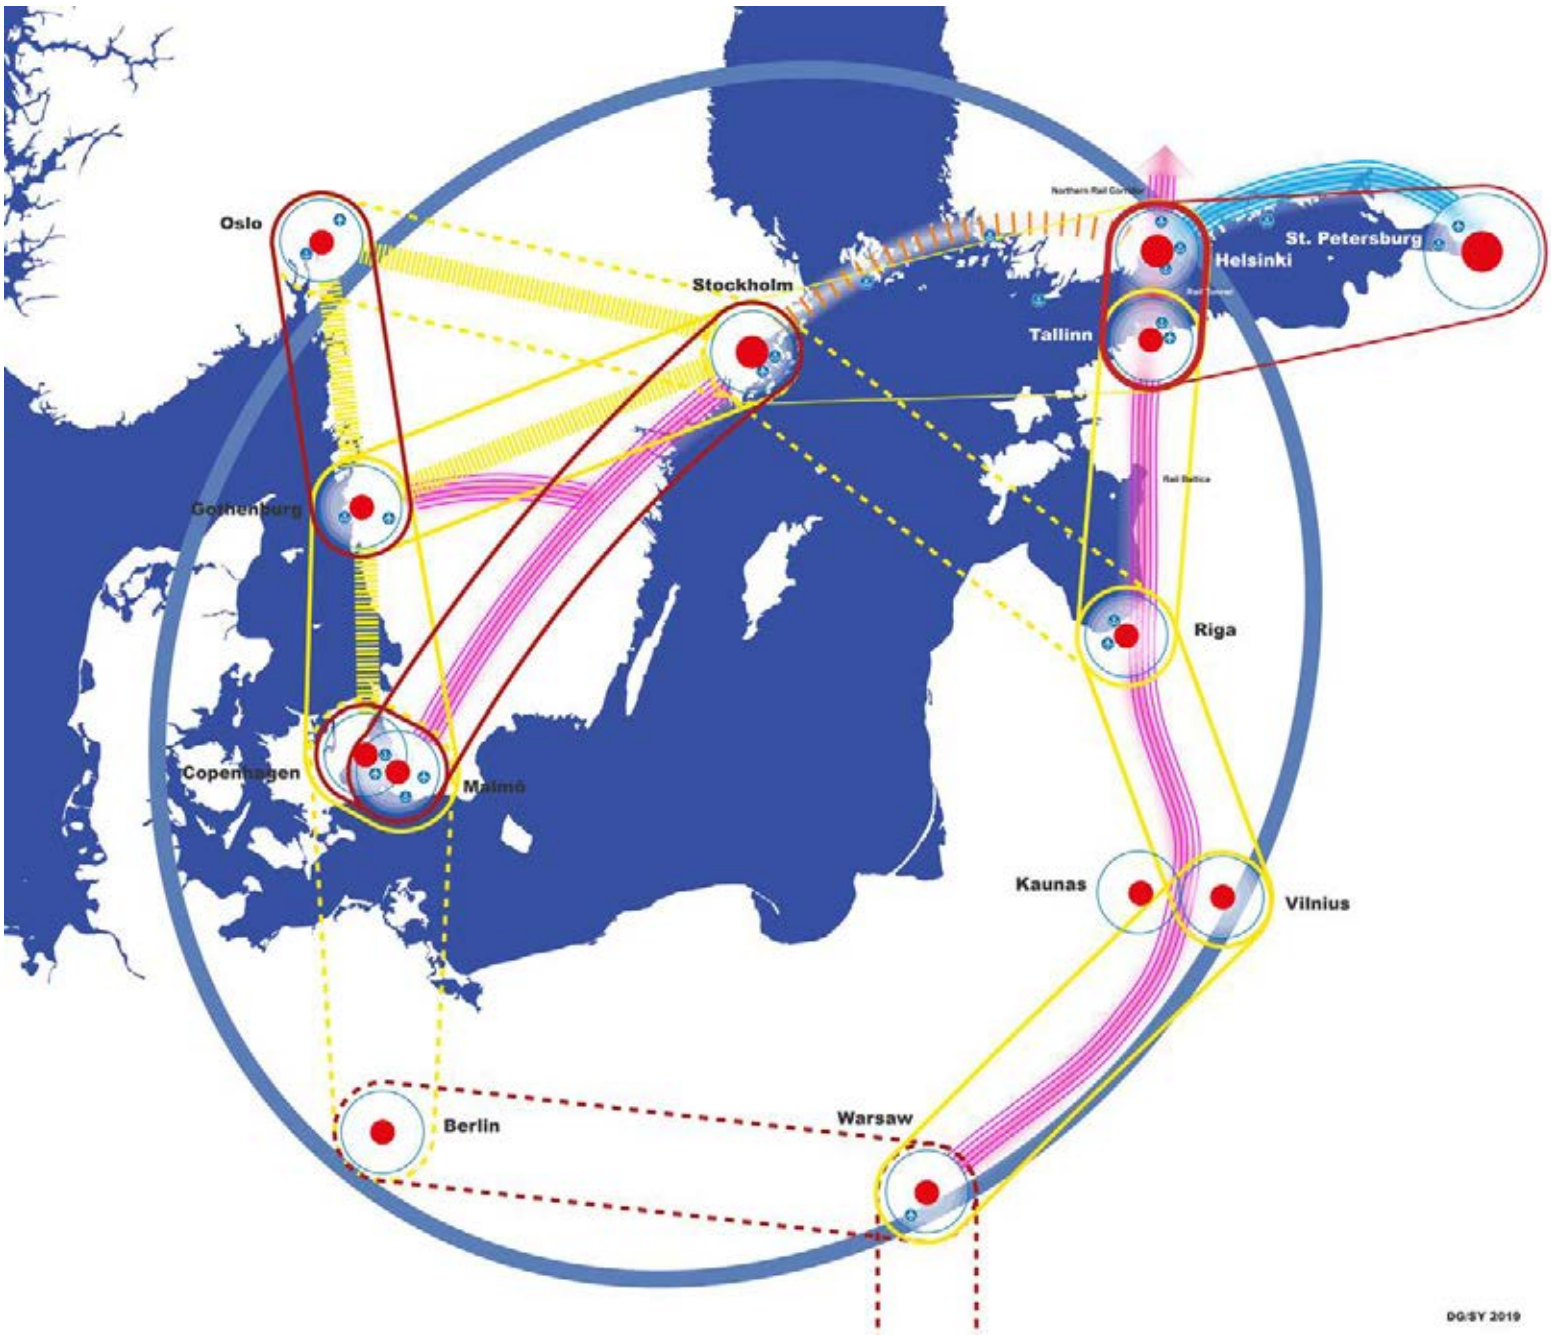 Northern Rail Corridor
Oslo
St. Petersburg
Helsinki
Stockholm
Rail Tunnel
Tallinn
Rail Baltica
Gothenburg
Riga
Copenhagen
Malmö
Kaunas
Vilnius
Berlin
Warsaw
DG/SY 2019